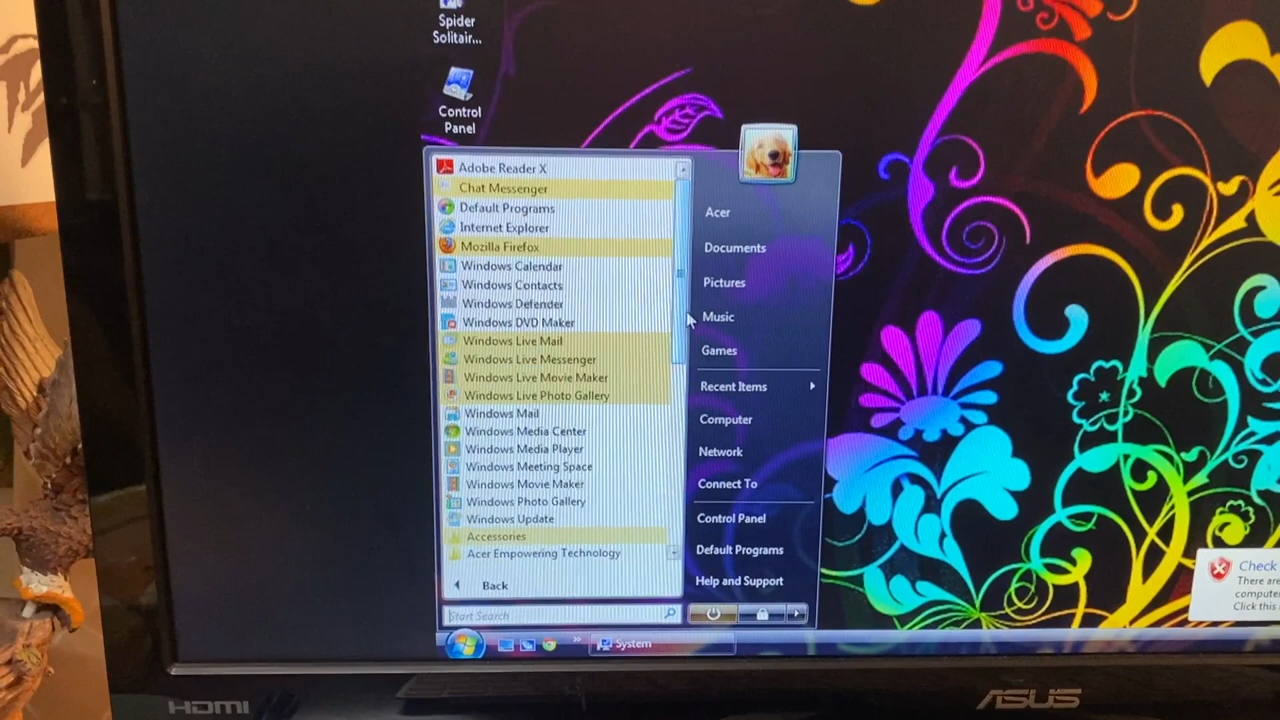 Spider
Solitair...
Control
Panel
Adobe Reader X
Chat Messenger
Default Programs
Internet Explorer
Mozilla Firefox
Windows Calendar
Windows Contacts
Windows Defender
Windows DVD Maker
Windows Live Mail
Windows Live Messenger
Windows Live Movie Maker
Windows Live Photo Gallery
Windows Mail
Windows Media Center
Windows Media Player
Windows Meeting Space
Windows Movie Maker
Windows Photo Gallery
Windows Update
Accessories
Acer Empowering Technology
Back
Start Search
Acer
Documents
Pictures
Music
Games
Recent Items
Computer
Network
Connect To
Control Panel
Default Programs
Help and Support
Check
There are
compute
Click this
System
HDMI
ASUS